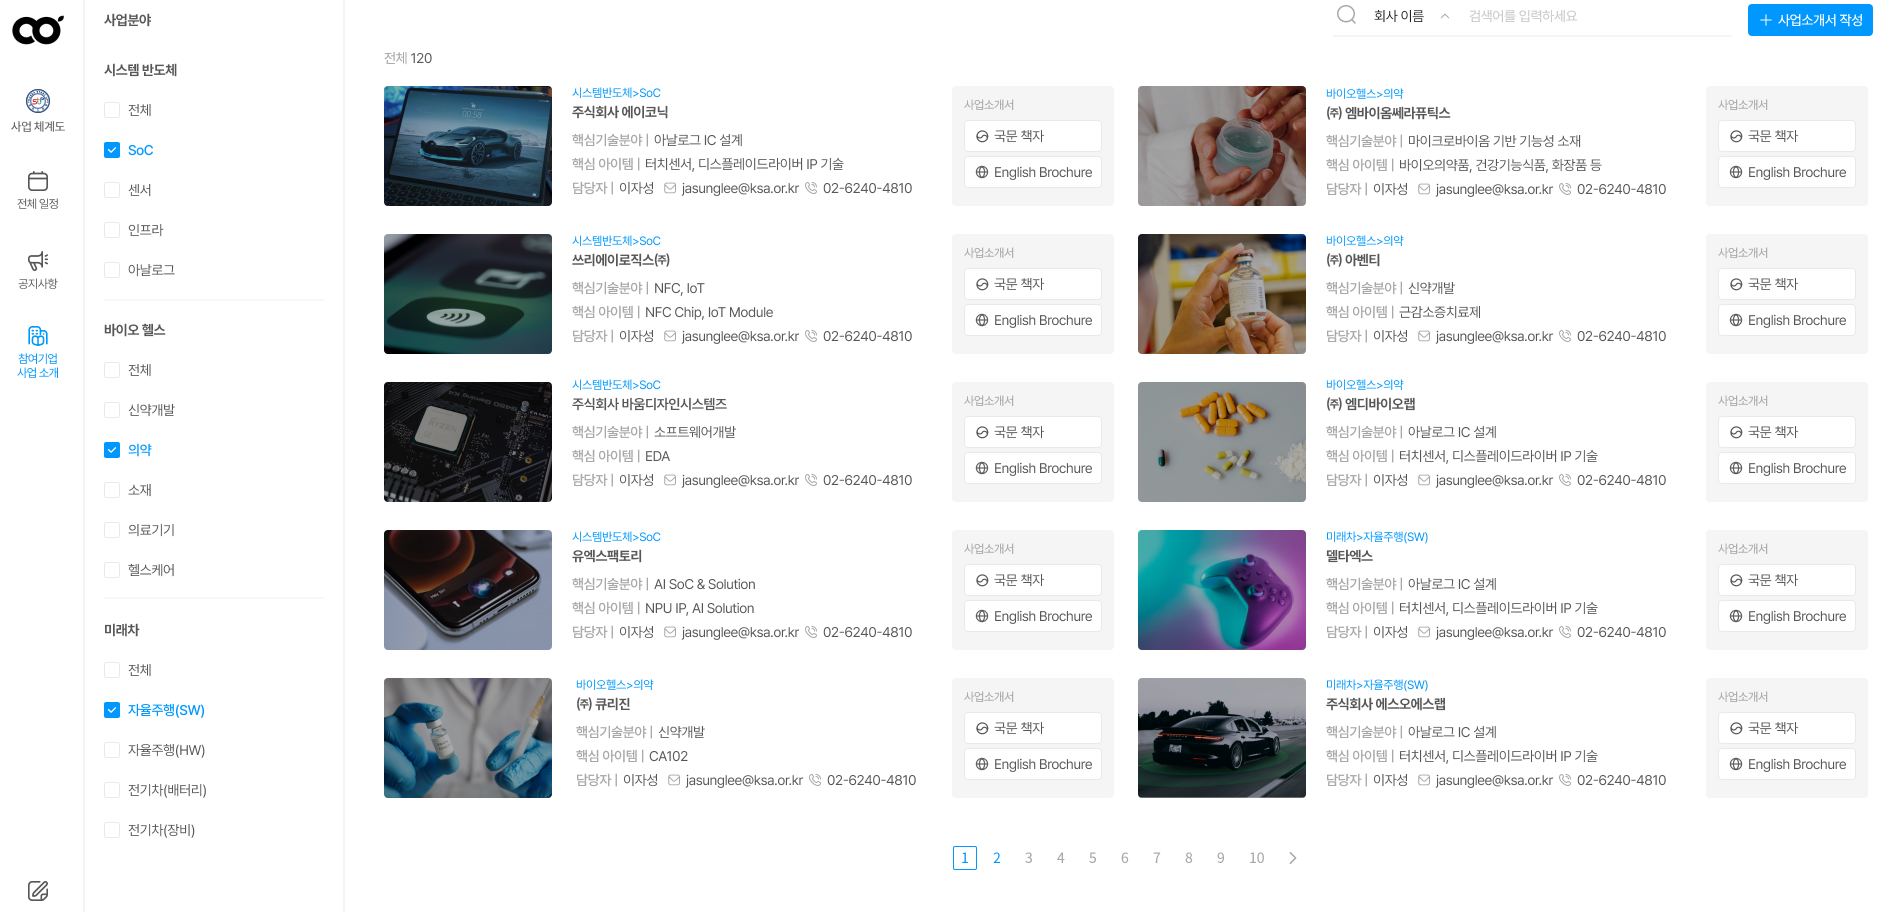 사업 체계도
전체 일정
공지사항
참여기업
사업 소개
사업분야
시스템 반도체
전체
SoC
센서
인프라
아날로그
바이오 헬스
전체
신약개발
의약
소재
의료기기
헬스케어
미래차
전체
자율주행(SW)
자율주행(HW)
전기차(배터리)
전기차(장비)
회사 이름
검색어를 입력하세요
사업소개서 작성
전체 120
시스템반도체>SoC
주식회사 에이코닉
핵심기술분야 | 아날로그 IC 설계
핵심 아이템 | 터치센서, 디스플레이드라이버 IP 기술
담당자 | 이자성 jasunglee@ksa.or.kr 02-6240-4810
사업소개서
국문 책자
English Brochure
바이오헬스>의약
㈜ 엠바이옴쎄라퓨틱스
핵심기술분야 | 마이크로바이옴 기반 기능성 소재
핵심 아이템 | 바이오의약품, 건강기능식품, 화장품 등
담당자 | 이자성 jasunglee@ksa.or.kr 02-6240-4810
사업소개서
국문 책자
English Brochure
시스템반도체>SoC
쓰리에이로직스㈜
핵심기술분야 | NFC, IoT
핵심 아이템 | NFC Chip, IoT Module
담당자 | 이자성 jasunglee@ksa.or.kr 02-6240-4810
사업소개서
국문 책자
English Brochure
바이오헬스>의약
㈜ 아벤티
핵심기술분야 | 신약개발
핵심 아이템 | 근감소증치료제
담당자 | 이자성 jasunglee@ksa.or.kr 02-6240-4810
사업소개서
국문 책자
English Brochure
시스템반도체>SoC
주식회사 바움디자인시스템즈
핵심기술분야 | 소프트웨어개발
핵심 아이템 | EDA
담당자 | 이자성 jasunglee@ksa.or.kr 02-6240-4810
사업소개서
국문 책자
English Brochure
바이오헬스>의약
㈜ 엠디바이오랩
핵심기술분야 | 아날로그 IC 설계
핵심 아이템 | 터치센서, 디스플레이드라이버 IP 기술
담당자 | 이자성 jasunglee@ksa.or.kr 02-6240-4810
사업소개서
국문 책자
English Brochure
시스템반도체>SoC
유엑스팩토리
핵심기술분야 | AI SoC & Solution
핵심 아이템 | NPU IP, AI Solution
담당자 | 이자성 jasunglee@ksa.or.kr 02-6240-4810
사업소개서
국문 책자
English Brochure
미래차>자율주행(SW)
델타엑스
핵심기술분야 | 아날로그 IC 설계
핵심 아이템 | 터치센서, 디스플레이드라이버 IP 기술
담당자 | 이자성 jasunglee@ksa.or.kr 02-6240-4810
사업소개서
국문 책자
English Brochure
바이오헬스>의약
㈜ 큐리진
핵심기술분야 | 신약개발
핵심 아이템 | CA102
담당자 | 이자성 jasunglee@ksa.or.kr 02-6240-4810
사업소개서
국문 책자
English Brochure
미래차>자율주행(SW)
주식회사 에스오에스랩
핵심기술분야 | 아날로그 IC 설계
핵심 아이템 | 터치센서, 디스플레이드라이버 IP 기술
담당자 | 이자성 jasunglee@ksa.or.kr 02-6240-4810
사업소개서
국문 책자
English Brochure
1 2 3 4 5 6 7 8 9 10